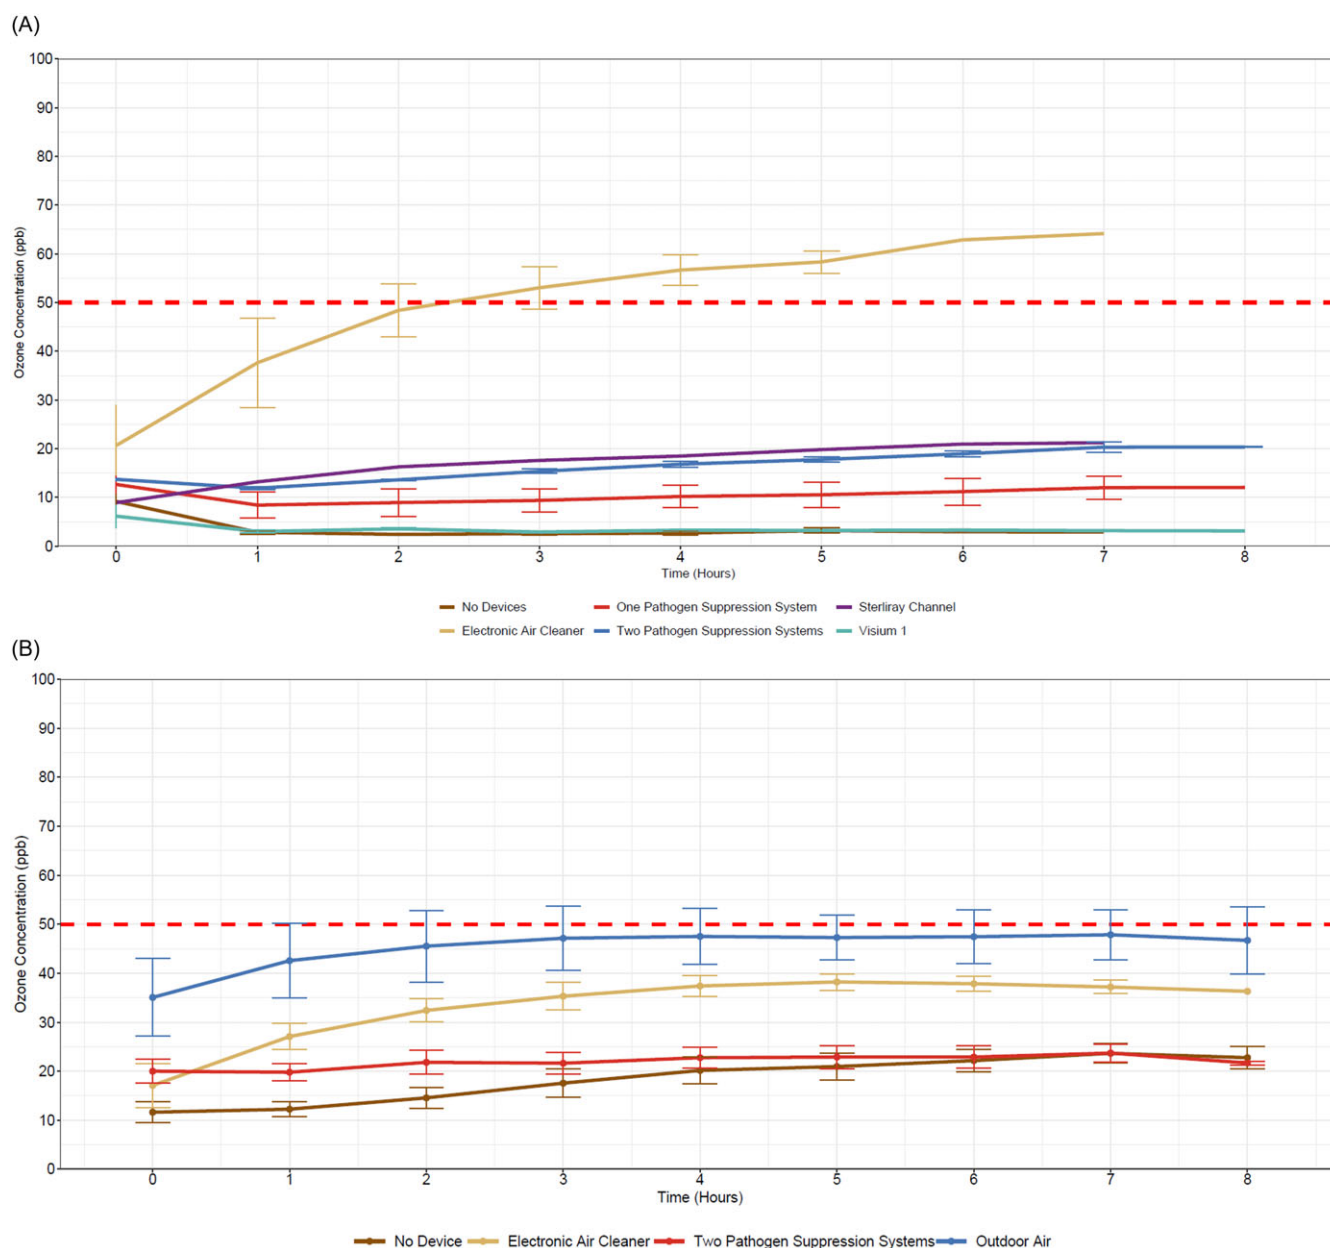 (A)
100
90
80
70
60
50
40
30
20
10
0
Ozone Concentration (ppb)
0 1 2 3 4 5 6 7 8
Time (Hours)
No Devices One Pathogen Suppression System Sterliray Channel
Electronic Air Cleaner Two Pathogen Suppression Systems Visium 1
(B)
100
90
80
70
60
50
40
30
20
10
0
Ozone Concentration (ppb)
0 1 2 3 4 5 6 7 8
Time (Hours)
No Device Electronic Air Cleaner Two Pathogen Suppression Systems Outdoor Air